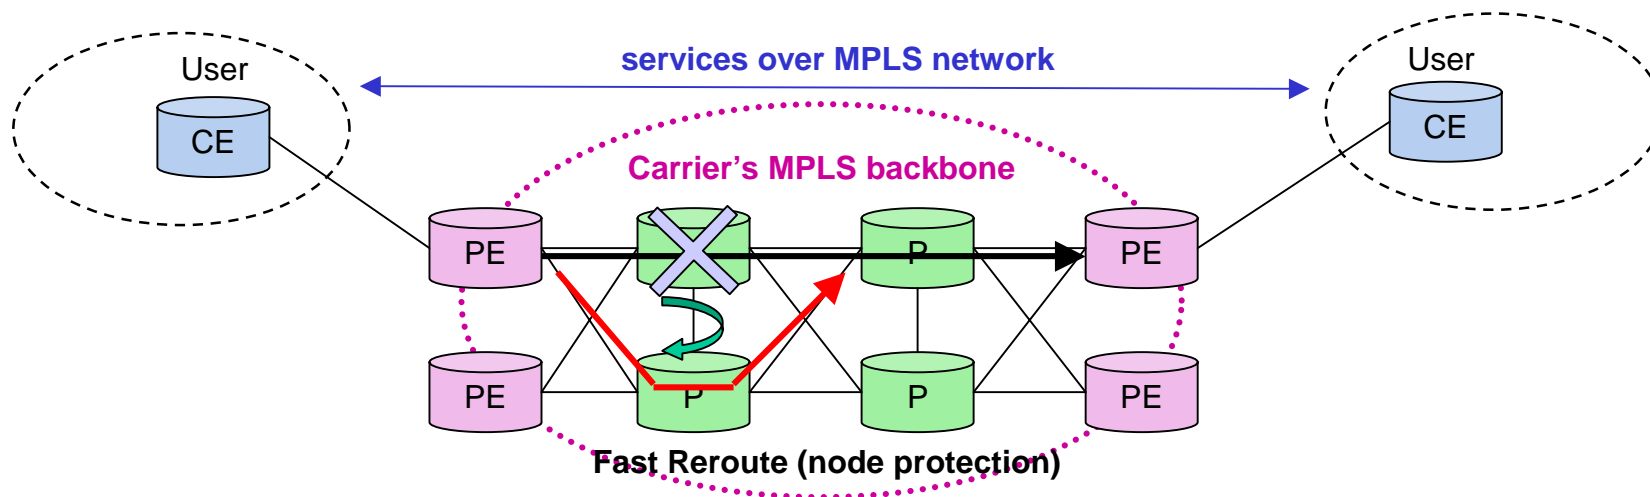 services over MPLS network
User
User
CE
CE
Carrier's MPLS backbone
PE
P
PE
PE
P
P
PE
Fast Reroute (node protection)